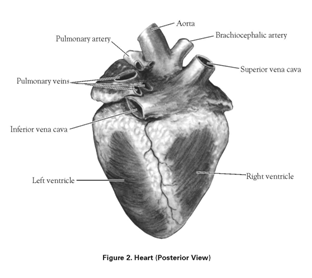 Aorta
Pulmonary artery
Brachiocephalic artery
Superior vena cava
Pulmonary veins
Inferior vena cava
Left ventricle
Right ventricle
Figure 2. Heart (Posterior View)